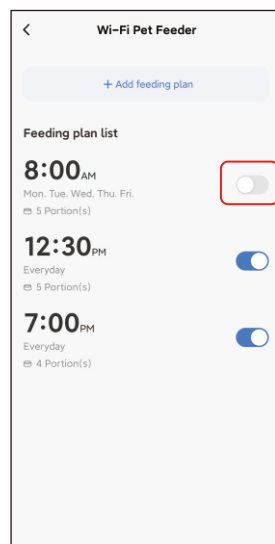 Wi-Fi Pet Feeder
+ Add feeding plan
Feeding plan list
8:00AM
Mon. Tue. Wed. Thu. Fri.
5 Portion(s)
12:30PM
Everyday
5 Portion(s)
7:00PM
Everyday
4 Portion(s)